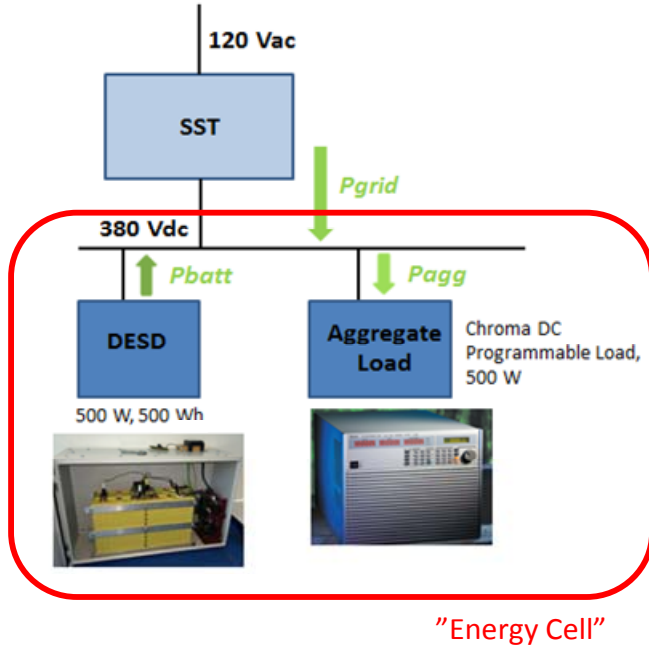 120 Vac
SST
Pgrid
380 Vdc
Pbatt
Pagg
DESD
Aggregate
Load
Chroma DC
Programmable Load,
500 W
500 W, 500 Wh
”Energy Cell”